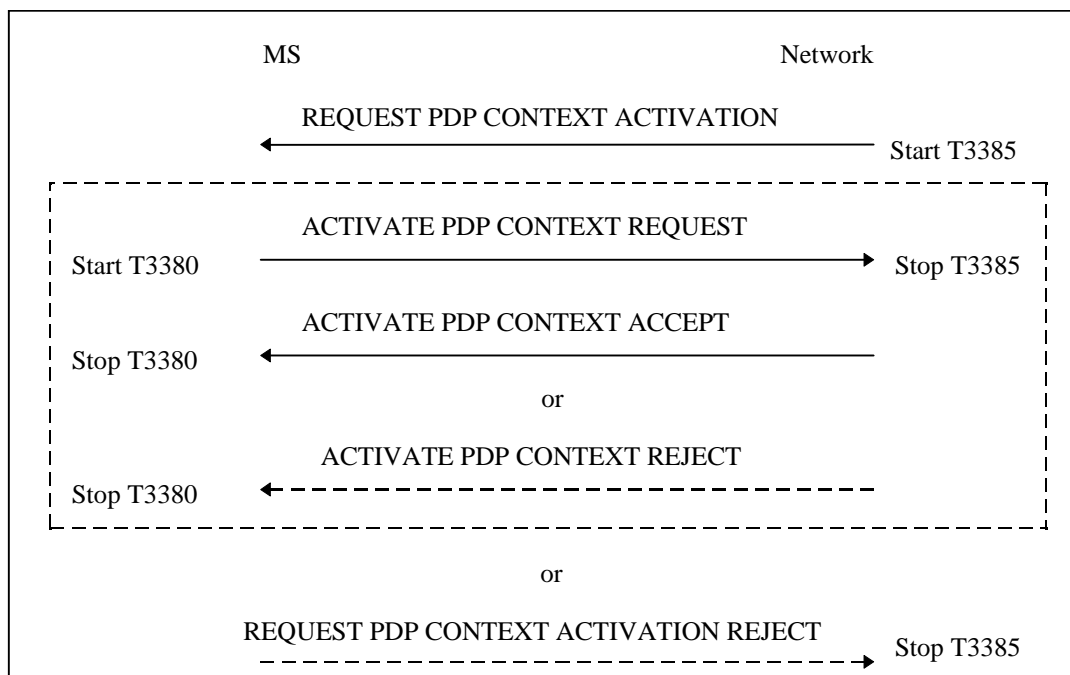 MS Network
REQUEST PDP CONTEXT ACTIVATION
Start T3385
ACTIVATE PDP CONTEXT REQUEST
Start T3380 Stop T3385
ACTIVATE PDP CONTEXT ACCEPT
Stop T3380
or
ACTIVATE PDP CONTEXT REJECT
Stop T3380
or
REQUEST PDP CONTEXT ACTIVATION REJECT
Stop T3385